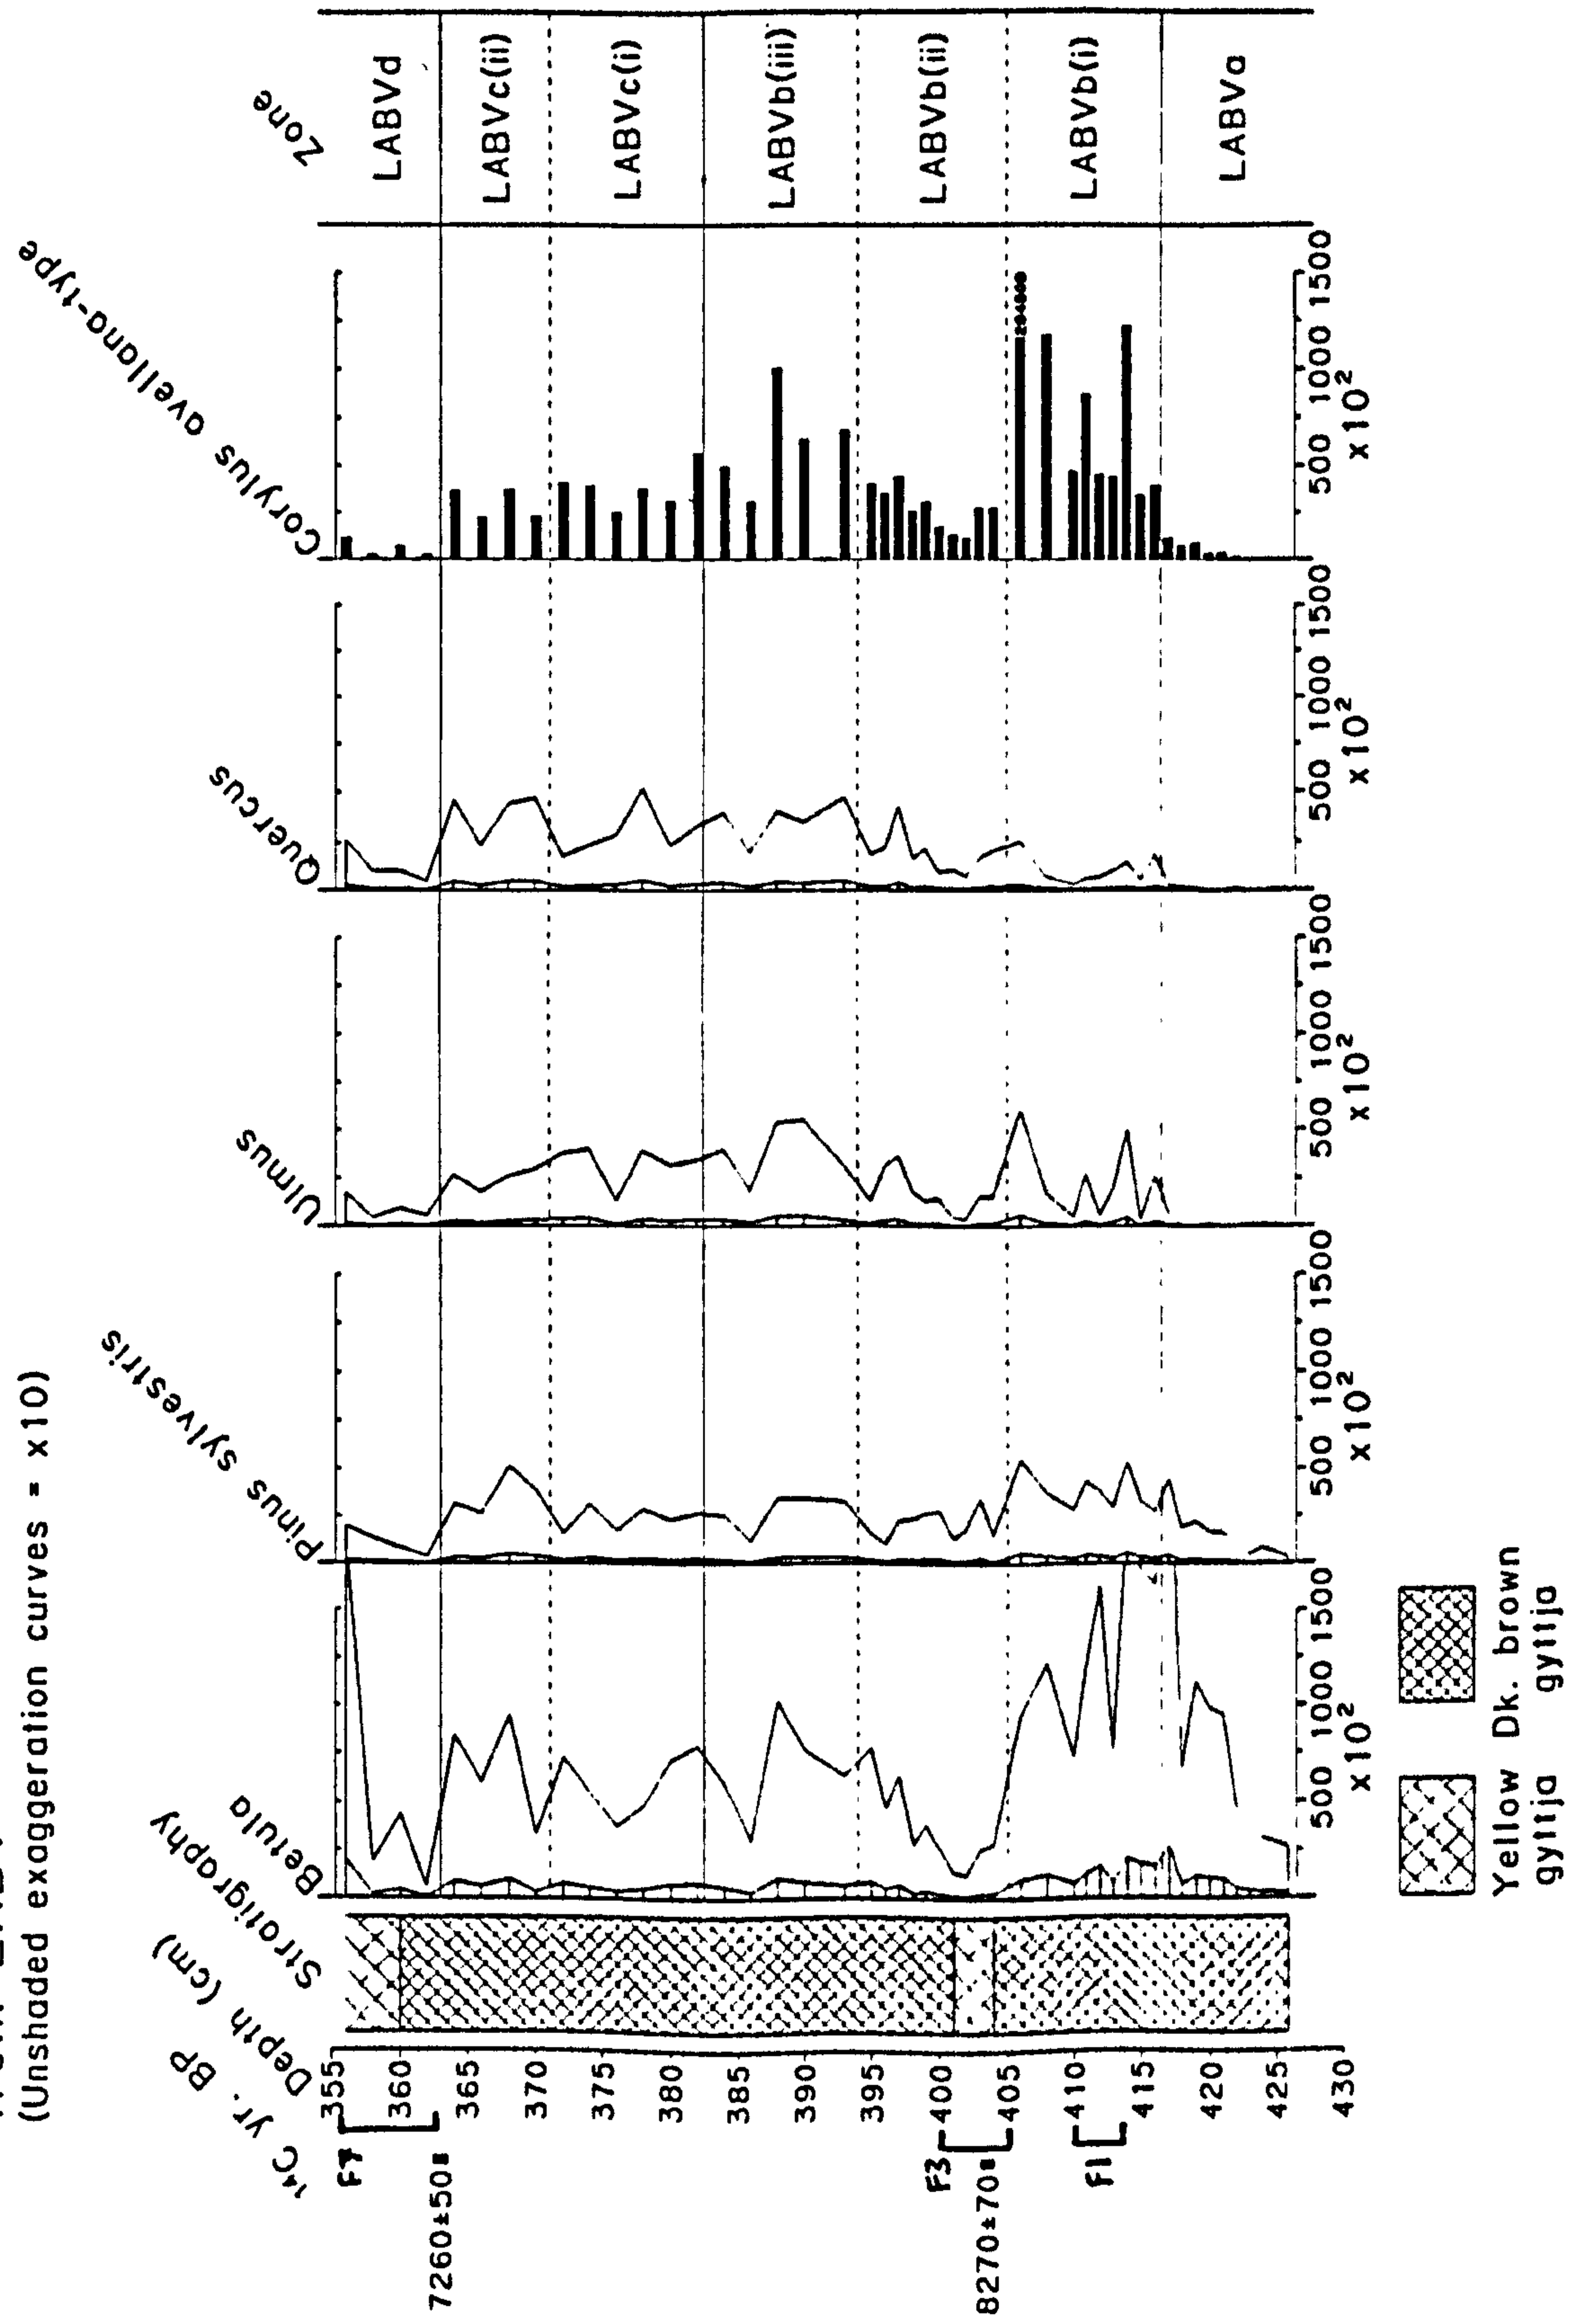 (Unshaded exaggeration curves = x10)
¹⁴C yr. BP
Depth (cm)
Stratigraphy
Betula
Pinus sylvestris
Ulmus
Quercus
Corylus avellana-type
Zone
355
360
365
370
375
380
385
390
395
400
405
410
415
420
425
430
F7
7260±50
F3
8270±70
F1
LABVd
LABVc(ii)
LABVc(i)
LABVb(iii)
LABVb(ii)
LABVb(i)
LABVa
500 1000 1500
x10²
500 1000 1500
x10²
500 1000 1500
x10²
500 1000 1500
x10²
500 1000 1500
x10²
Yellow gyttja
Dk. brown gyttja